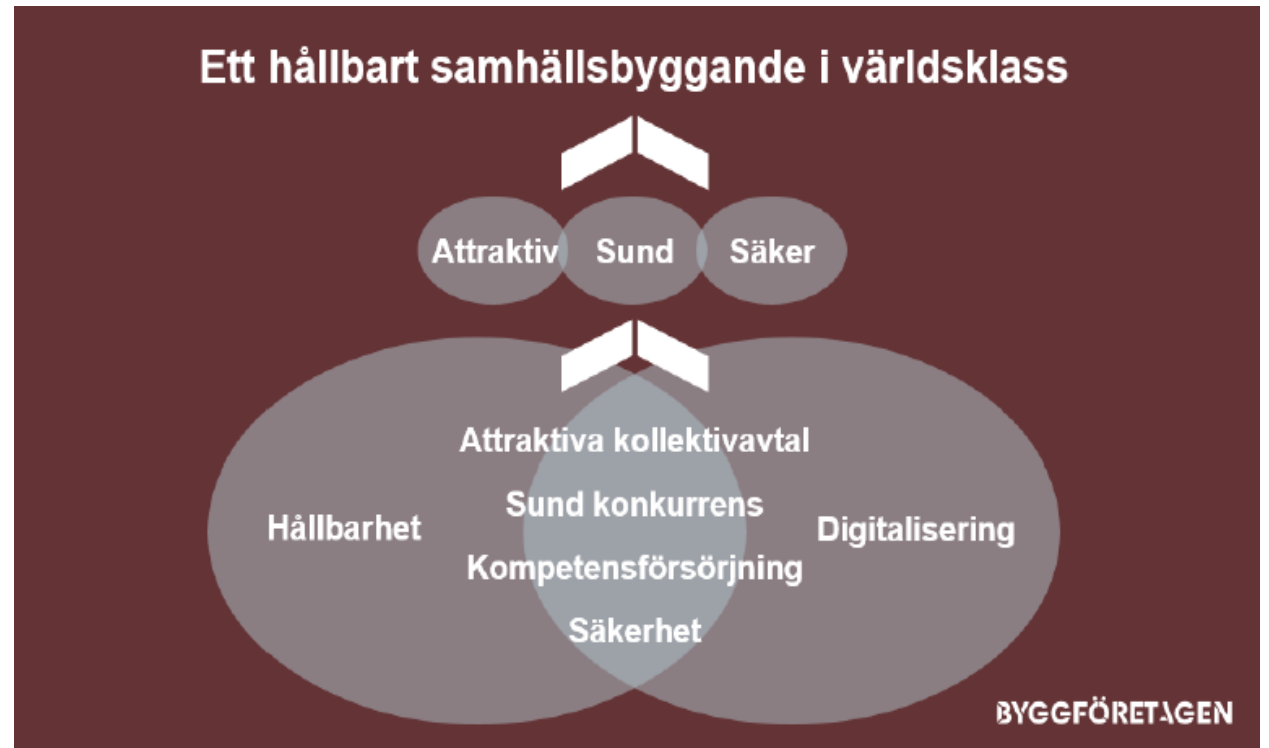 Ett hållbart samhällsbyggande i världsklass
Attraktiv Sund Säker
Attraktiva kollektivavtal
Sund konkurrens
Hållbarhet
Digitalisering
Kompetensförsörjning
Säkerhet
BYGGFÖRETAGEN